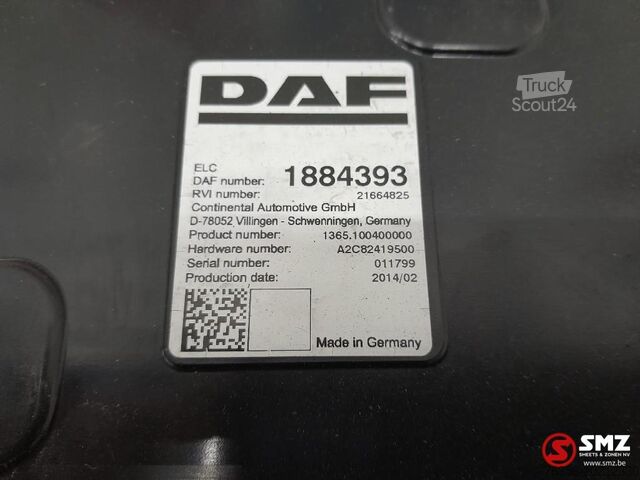 DAF
Truck
Scout24
ELC
DAF number: 1884393
RVI number: 21664825
Continental Automotive GmbH
D-78052 Villingen - Schwenningen, Germany
Product number: 1365.100400000
Hardware number: A2C82419500
Serial number: 011799
Production date: 2014/02
Made in Germany
SMZ
SMEETS & ZONEN NV
www.smz.be